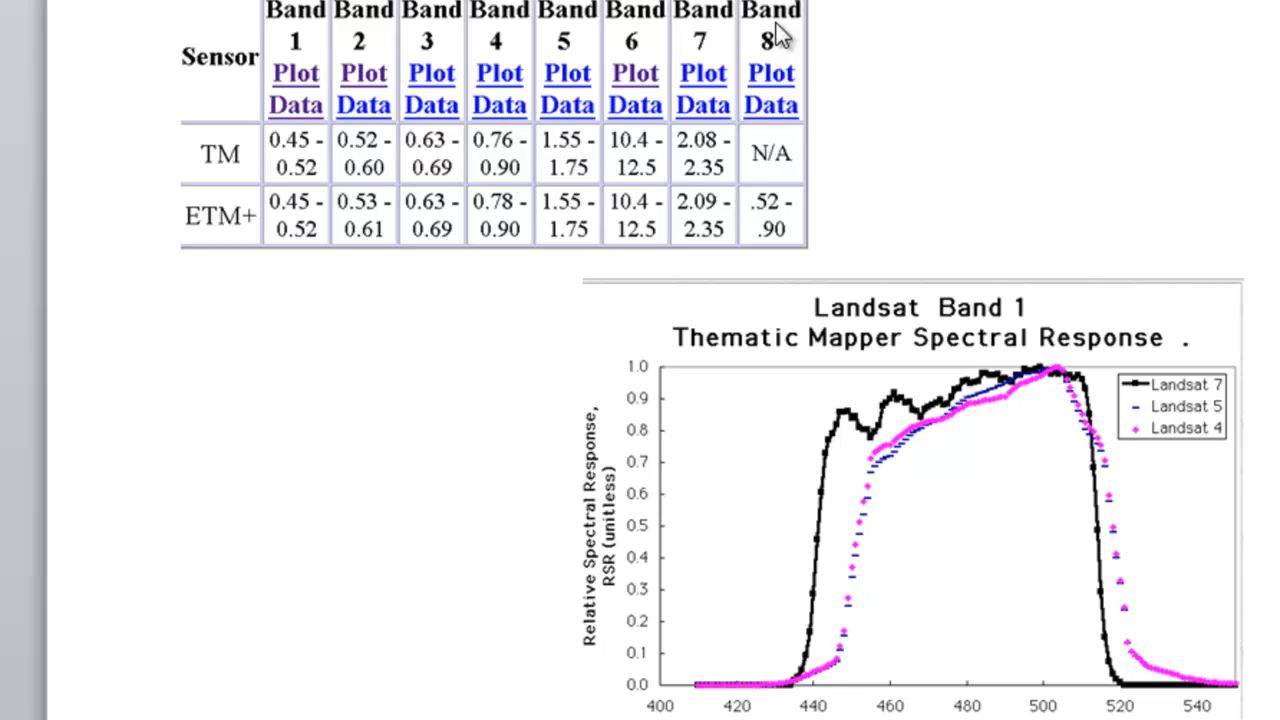 Band Band Band Band Band Band Band Band
Sensor 1 2 3 4 5 6 7 8
Plot Plot Plot Plot Plot Plot Plot Plot
Data Data Data Data Data Data Data Data
TM 0.45 - 0.52 - 0.63 - 0.76 - 1.55 - 10.4 - 2.08 - N/A
0.52 0.60 0.69 0.90 1.75 12.5 2.35
ETM+ 0.45 - 0.53 - 0.63 - 0.78 - 1.55 - 10.4 - 2.09 - .52 -
0.52 0.61 0.69 0.90 1.75 12.5 2.35 .90
Landsat Band 1
Thematic Mapper Spectral Response .
Relative Spectral Response,
RSR (unitless)
1.0
0.9
0.8
0.7
0.6
0.5
0.4
0.3
0.2
0.1
0.0
Landsat 7
Landsat 5
Landsat 4
400 420 440 460 480 500 520 540